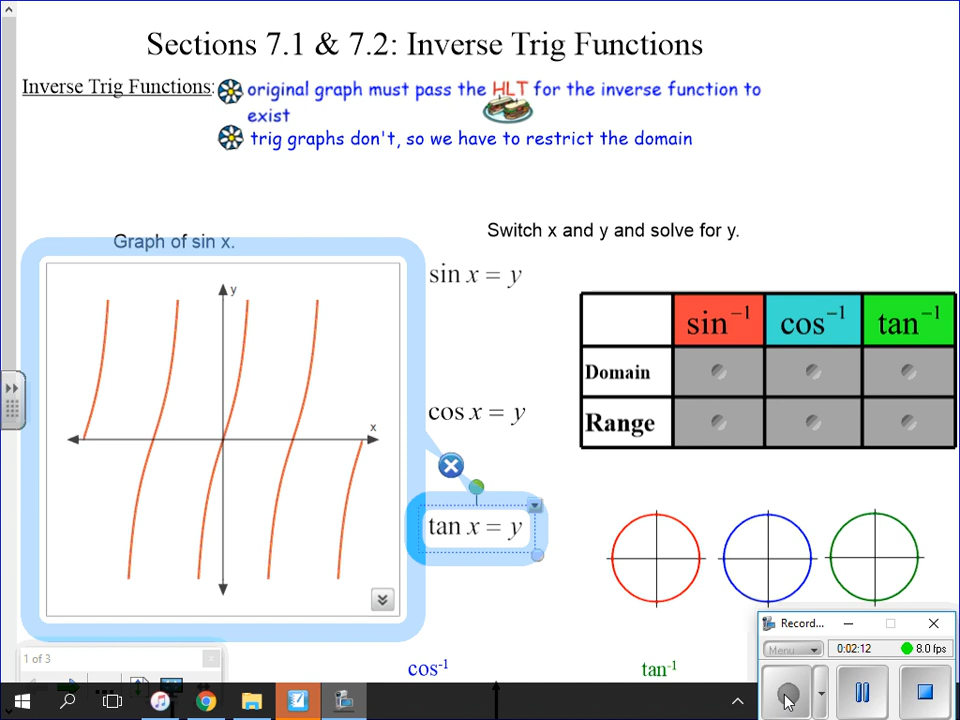 Sections 7.1 & 7.2: Inverse Trig Functions
Inverse Trig Functions: original graph must pass the HLT for the inverse function to
exist
trig graphs don't, so we have to restrict the domain
Graph of sin x.
Switch x and y and solve for y.
y
x
sin x = y
cos x = y
tan x = y
sin⁻¹ cos⁻¹ tan⁻¹
Domain
Range
cos⁻¹
tan⁻¹
1 of 3
Record...
Menu
0:02:12
8.0 fps